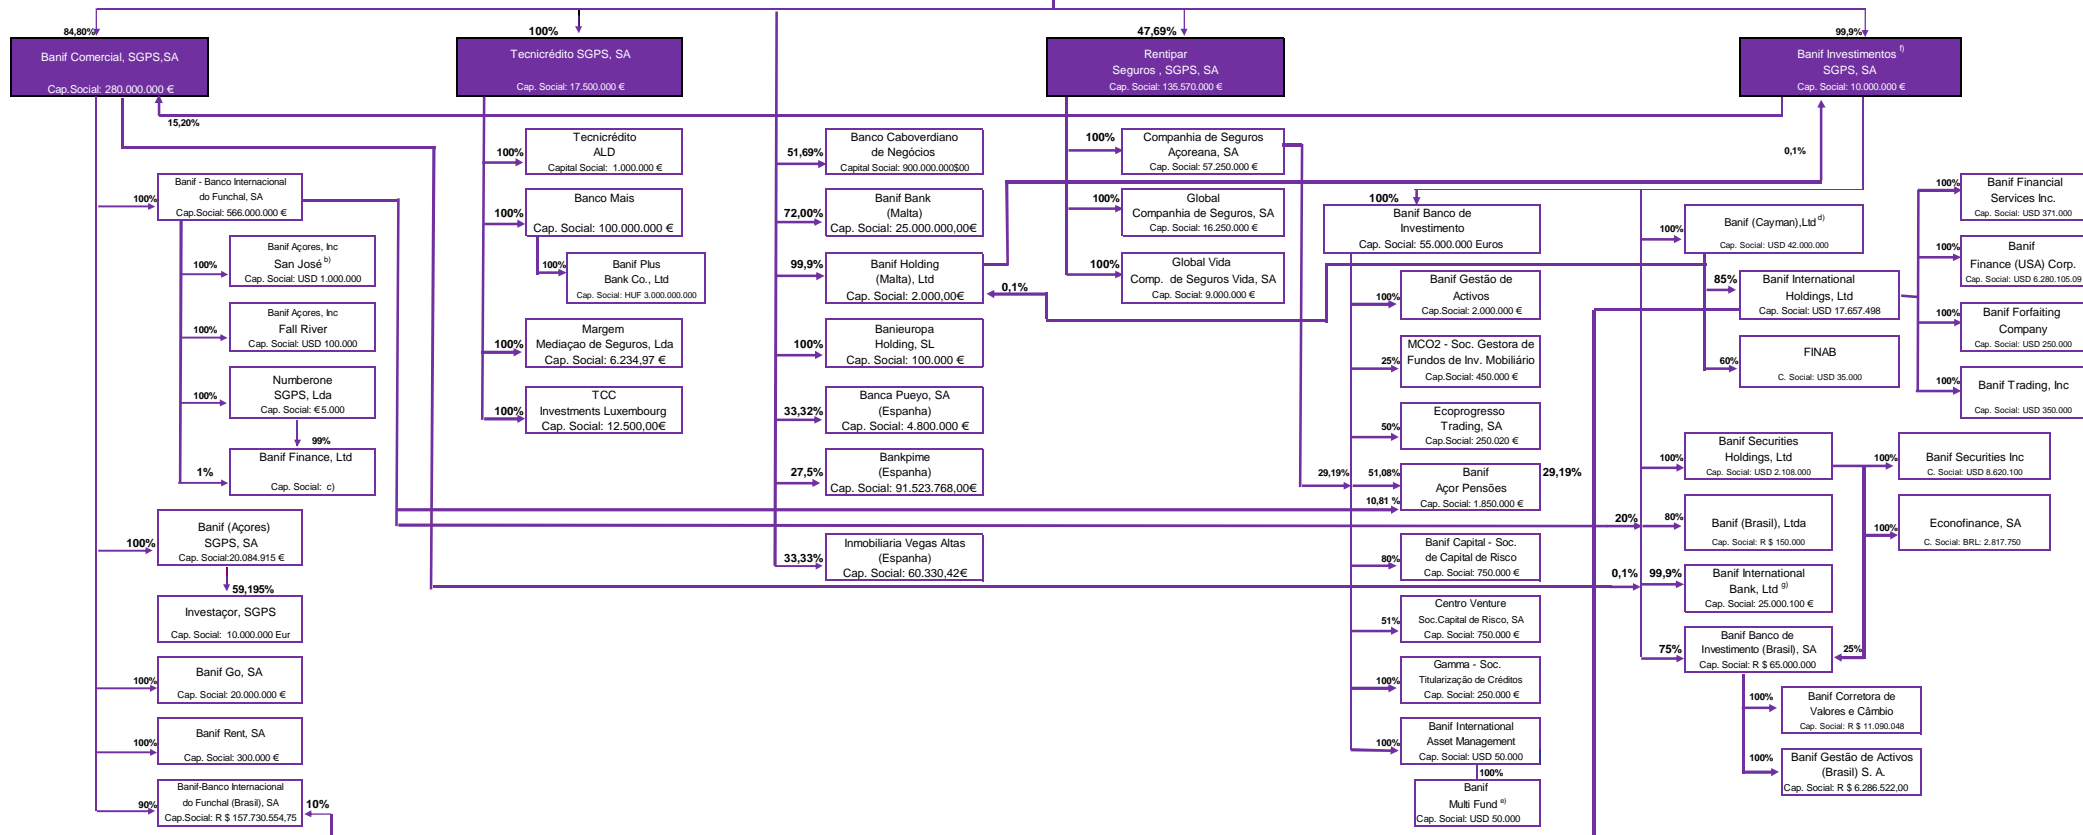 84,80%
Banif Comercial, SGPS,SA
Cap.Social: 280.000.000 €
100%
Tecnicrédito SGPS, SA
Cap. Social: 17.500.000 €
47,69%
Rentipar
Seguros , SGPS, SA
Cap. Social: 135.570.000 €
99,9%
Banif Investimentos f)
SGPS, SA
Cap. Social: 10.000.000 €
15,20%
0,1%
100%
Banif - Banco Internacional
do Funchal, SA
Cap.Social: 566.000.000 €
100%
Banif Açores, Inc
San José b)
Cap. Social: USD 1.000.000
100%
Banif Açores, Inc
Fall River
Cap. Social: USD 100.000
100%
Numberone
SGPS, Lda
Cap. Social: € 5.000
99%
1%
Banif Finance, Ltd
Cap. Social: c)
100%
Banif (Açores)
SGPS, SA
Cap. Social:20.084.915 €
59,195%
Investaçor, SGPS
Cap. Social: 10.000.000 Eur
100%
Banif Go, SA
Cap. Social: 20.000.000 €
100%
Banif Rent, SA
Cap. Social: 300.000 €
90%
Banif-Banco Internacional
do Funchal (Brasil), SA
Cap.Social: R $ 157.730.554,75
10%
100%
Tecnicrédito
ALD
Capital Social: 1.000.000 €
100%
Banco Mais
Cap. Social: 100.000.000 €
100%
Banif Plus
Bank Co., Ltd
Cap. Social: HUF 3.000.000.000
100%
Margem
Mediaçao de Seguros, Lda
Cap. Social: 6.234,97 €
100%
TCC
Investments Luxembourg
Cap. Social: 12.500,00€
51,69%
Banco Caboverdiano
de Negócios
Capital Social: 900.000.000$00
72,00%
Banif Bank
(Malta)
Cap. Social: 25.000.000,00€
99,9%
Banif Holding
(Malta), Ltd
Cap. Social: 2.000,00€
0,1%
100%
Banieuropa
Holding, SL
Cap. Social: 100.000 €
33,32%
Banca Pueyo, SA
(Espanha)
Cap. Social: 4.800.000 €
27,5%
Bankpime
(Espanha)
Cap. Social: 91.523.768,00€
33,33%
Inmobiliaria Vegas Altas
(Espanha)
Cap. Social: 60.330,42€
100%
Companhia de Seguros
Açoreana, SA
Cap. Social: 57.250.000 €
100%
Global
Companhia de Seguros, SA
Cap. Social: 16.250.000 €
100%
Global Vida
Comp. de Seguros Vida, SA
Cap. Social: 9.000.000 €
100%
Banif Banco de
Investimento
Cap. Social: 55.000.000 Euros
100%
Banif Gestão de
Activos
Cap.Social: 2.000.000 €
25%
MCO2 - Soc. Gestora de
Fundos de Inv. Mobiliário
Cap.Social: 450.000 €
50%
Ecoprogresso
Trading, SA
Cap.Social: 250.020 €
29,19%
51,08%
10,81 %
Banif
Açor Pensões
Cap. Social: 1.850.000 €
29,19%
80%
Banif Capital - Soc.
de Capital de Risco
Cap. Social: 750.000 €
51%
Centro Venture
Soc.Capital de Risco, SA
Cap. Social: 750.000 €
100%
Gamma - Soc.
Titularização de Créditos
Cap. Social: 250.000 €
100%
Banif International
Asset Management
Cap. Social: USD 50.000
100%
Banif
Multi Fund e)
Cap. Social: USD 50.000
100%
Banif (Cayman),Ltd d)
Cap. Social: USD 42.000.000
85%
Banif International
Holdings, Ltd
Cap. Social: USD 17.657.498
60%
FINAB
C. Social: USD 35.000
100%
Banif Securities
Holdings, Ltd
Cap. Social: USD 2.108.000
20%
80%
Banif (Brasil), Ltda
Cap. Social: R $ 150.000
0,1%
99,9%
Banif International
Bank, Ltd g)
Cap. Social: 25.000.100 €
75%
Banif Banco de
Investimento (Brasil), SA
Cap. Social: R $ 65.000.000
25%
100%
Banif Corretora de
Valores e Câmbio
Cap. Social: R $ 11.090.048
100%
Banif Gestão de Activos
(Brasil) S. A.
Cap. Social: R $ 6.286.522,00
100%
Banif Financial
Services Inc.
Cap. Social: USD 371.000
100%
Banif
Finance (USA) Corp.
Cap. Social: USD 6.280.105.09
100%
Banif Forfaiting
Company
Cap. Social: USD 250.000
100%
Banif Trading, Inc
Cap. Social: USD 350.000
100%
Banif Securities Inc
C. Social: USD 8.620.100
100%
Econofinance, SA
C. Social: BRL: 2.817.750